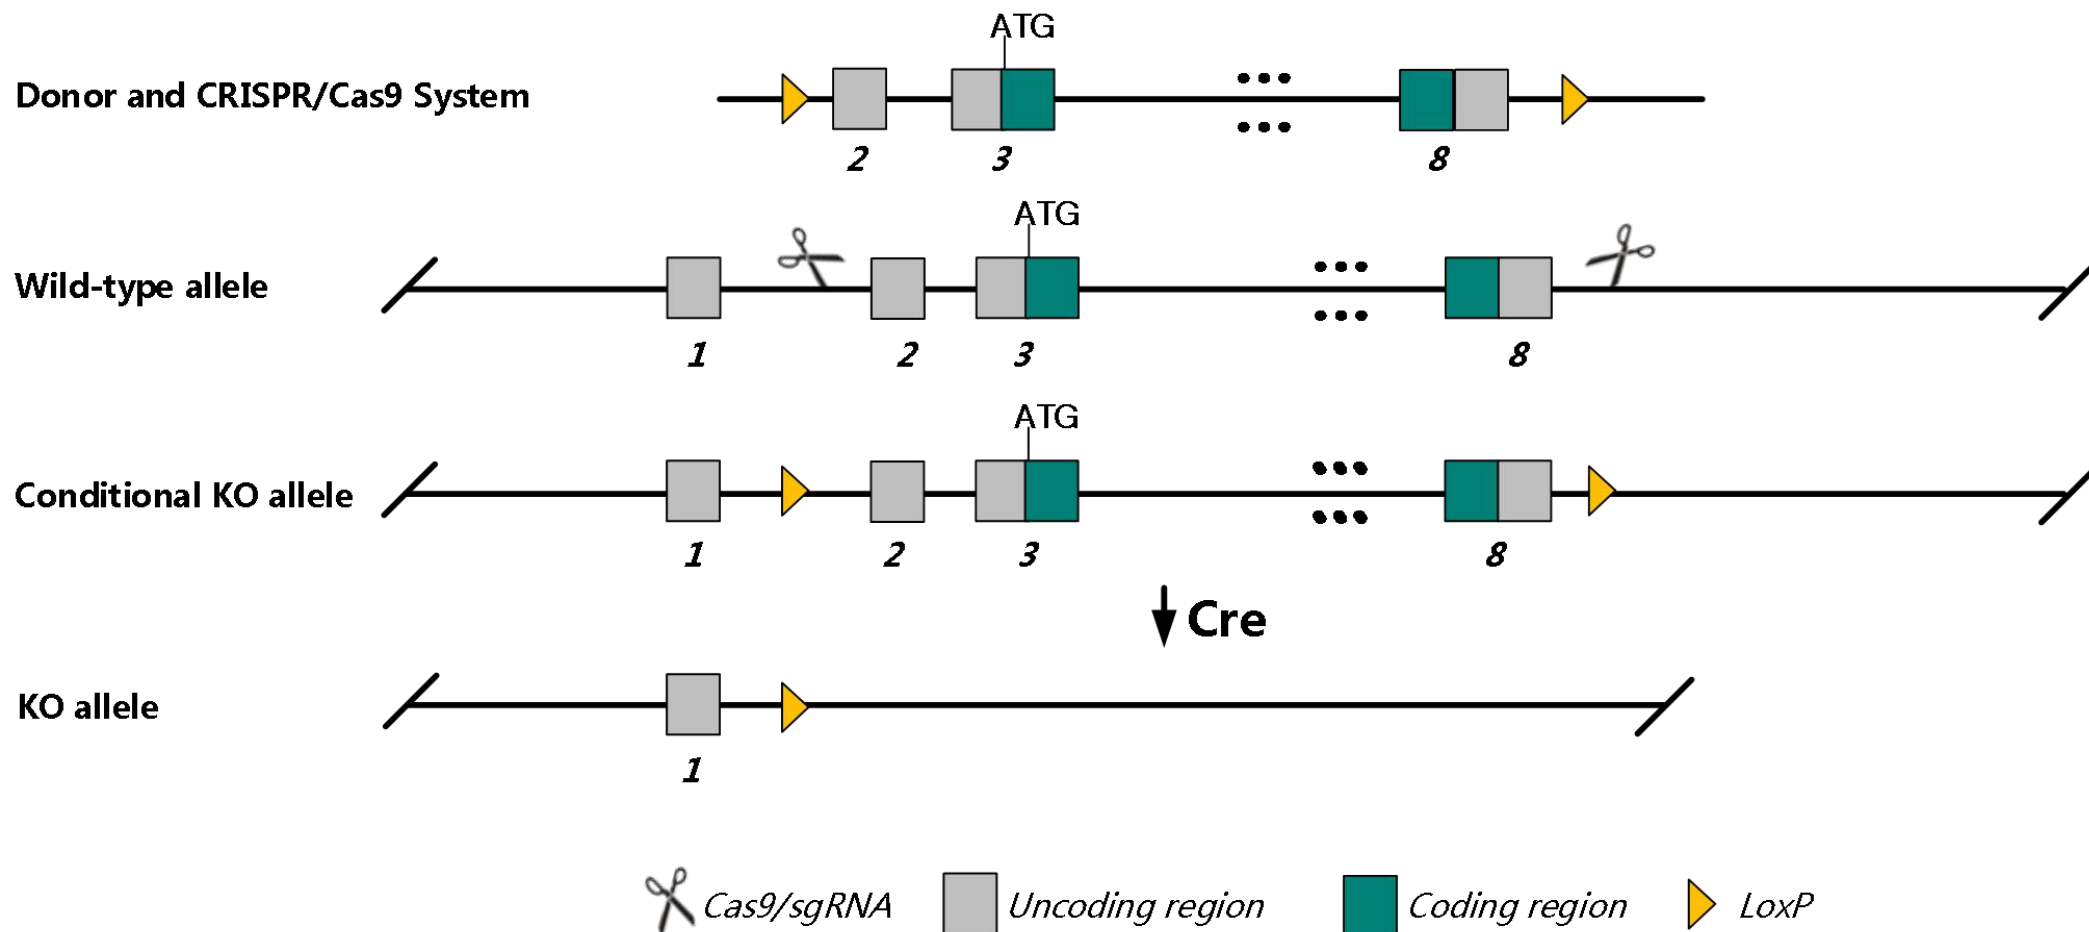 ATG
Donor and CRISPR/Cas9 System
2 3 8
ATG
Wild-type allele
1 2 3 8
ATG
Conditional KO allele
1 2 3 8
Cre
KO allele
1
Cas9/sgRNA Uncoding region Coding region LoxP